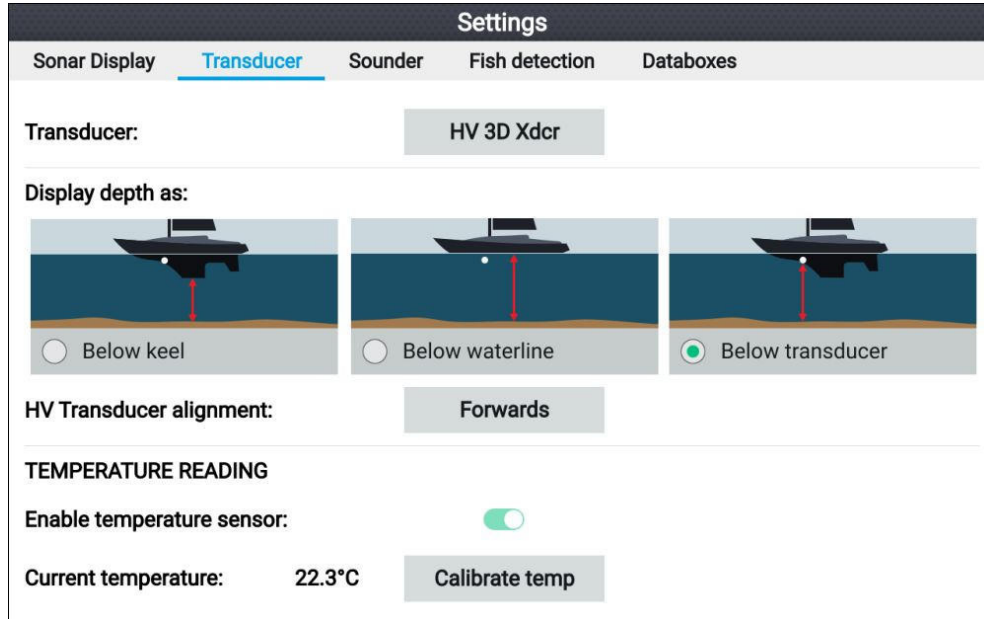 Settings
Sonar Display Transducer Sounder Fish detection Databoxes
Transducer: HV 3D Xdcr
Display depth as:
Below keel Below waterline Below transducer
HV Transducer alignment: Forwards
TEMPERATURE READING
Enable temperature sensor:
Current temperature: 22.3°C Calibrate temp